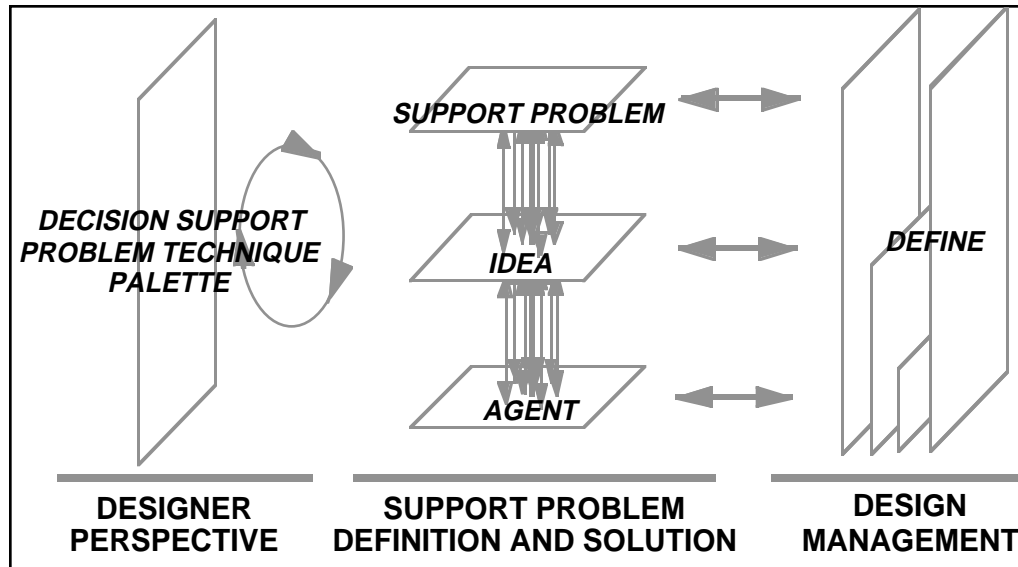 SUPPORT PROBLEM
DECISION SUPPORT
PROBLEM TECHNIQUE
PALETTE
IDEA
DEFINE
AGENT
DESIGNER
PERSPECTIVE
SUPPORT PROBLEM
DEFINITION AND SOLUTION
DESIGN
MANAGEMENT